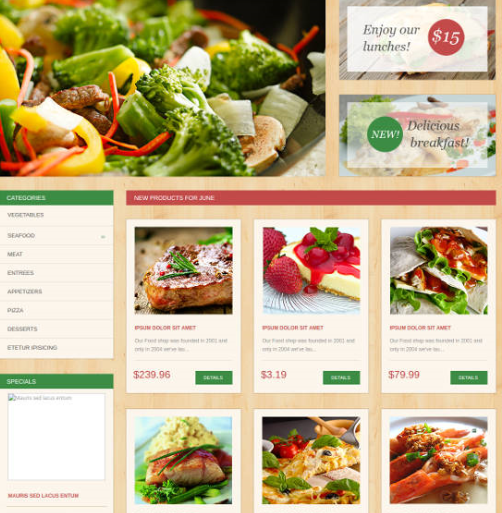 Enjoy our
lunches!
$15
NEW!
Delicious
breakfast!
CATEGORIES
VEGETABLES
SEAFOOD
MEAT
ENTREES
APPETIZERS
PIZZA
DESSERTS
ETETUR IPISICING
SPECIALS
Mauris sed lacus entum
MAURIS SED LACUS ENTUM
NEW PRODUCTS FOR JUNE
IPSUM DOLOR SIT AMET
Our Food shop was founded in 2001 and
only in 2004 we've lau...
$239.96
DETAILS
IPSUM DOLOR SIT AMET
Our Food shop was founded in 2001 and
only in 2004 we've lau...
$3.19
DETAILS
IPSUM DOLOR SIT AMET
Our Food shop was founded in 2001 and
only in 2004 we've lau...
$79.99
DETAILS